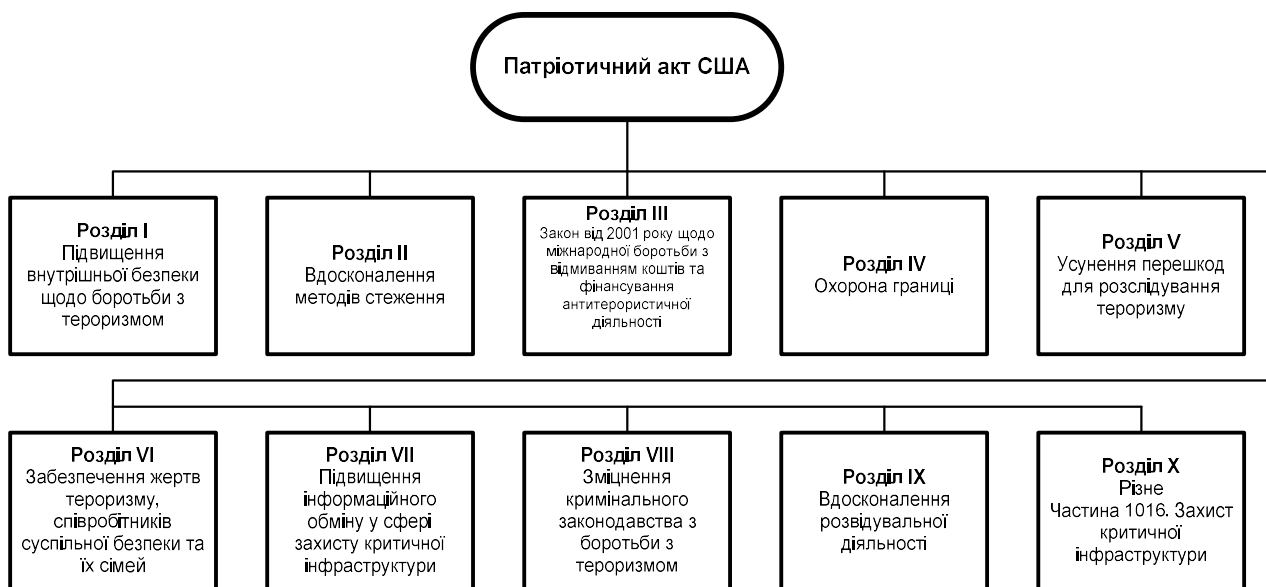 Патріотичний акт США
Розділ I
Підвищення
внутрішньої безпеки
щодо боротьби з
тероризмом
Розділ II
Вдосконалення
методів стеження
Розділ III
Закон від 2001 року щодо
міжнародної боротьби з
відмиванням коштів та
фінансування
антитерористичної
діяльності
Розділ IV
Охорона границі
Розділ V
Усунення перешкод
для розслідування
тероризму
Розділ VI
Забезпечення жертв
тероризму,
співробітників
суспільної безпеки та
їх сімей
Розділ VII
Підвищення
інформаційного
обміну у сфері
захисту критичної
інфраструктури
Розділ VIII
Зміцнення
кримінального
законодавства з
боротьби з
тероризмом
Розділ IX
Вдосконалення
розвідувальної
діяльності
Розділ X
Різне
Частина 1016. Захист
критичної
інфраструктури